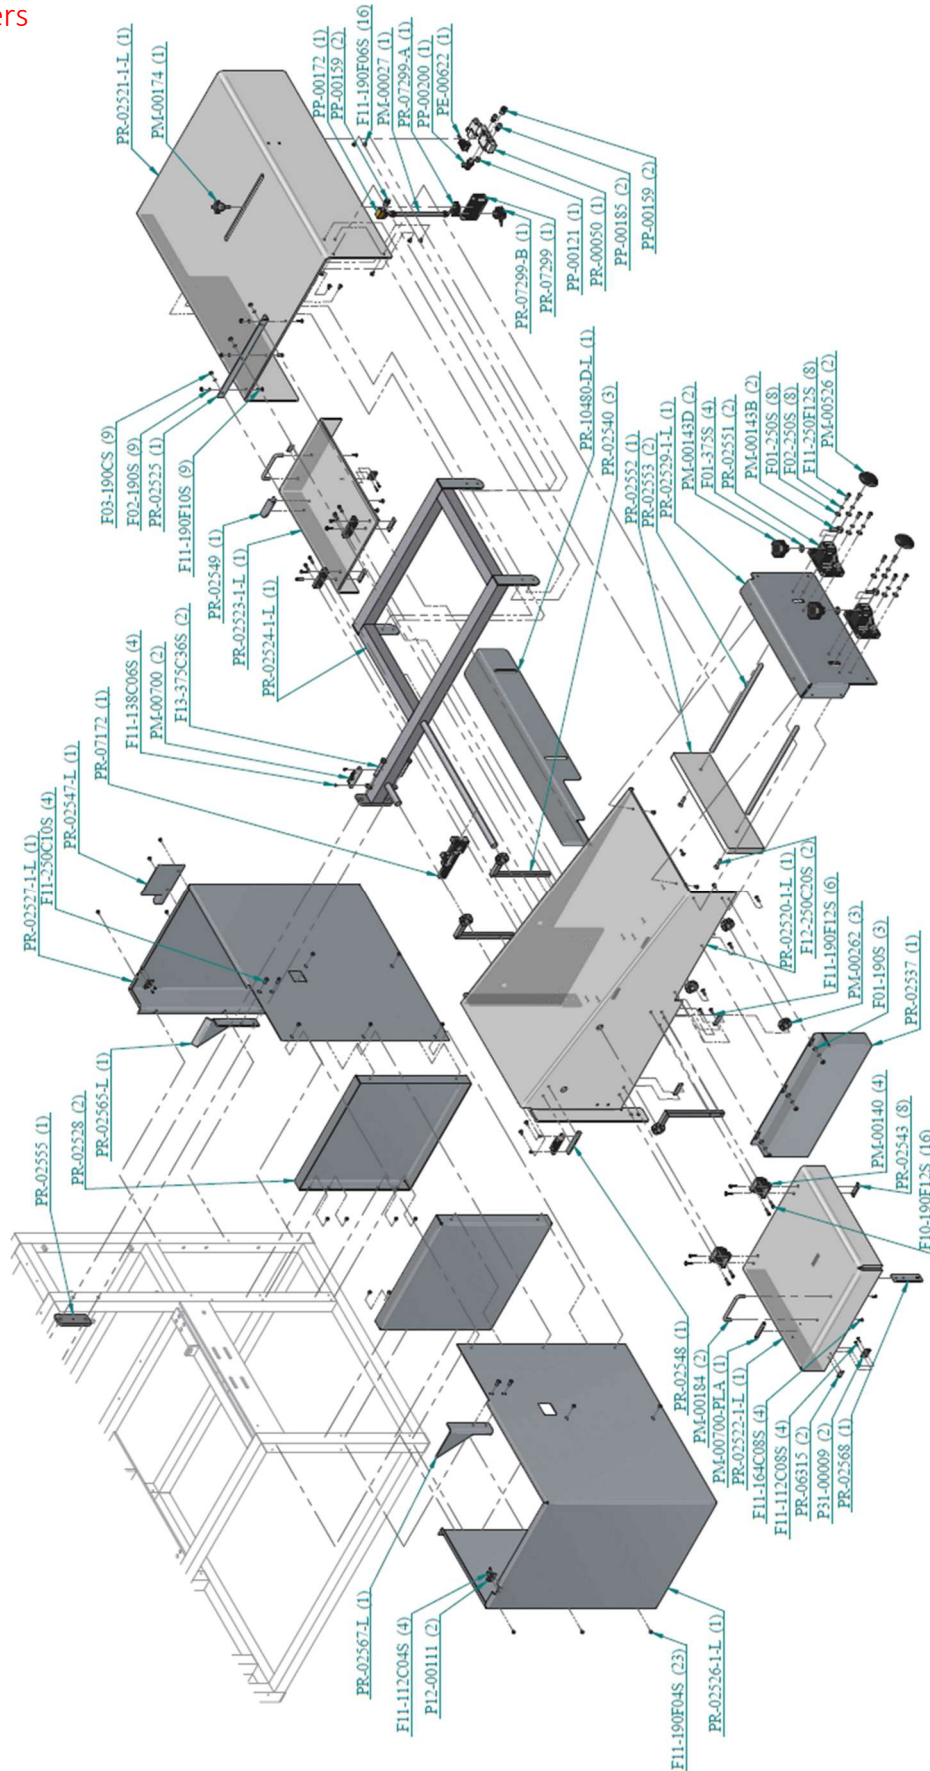 ers
PR-02521-1-L (1)
PM-00174 (1)
PP-00172 (1)
PP-00159 (2)
F11-190F06S (16)
PM-00027 (1)
PR-07299-A (1)
PP-00200 (1)
PE-00622 (1)
PR-07299-B (1)
PR-07299 (1)
PP-00121 (1)
PR-00050 (1)
PP-00185 (2)
PP-00159 (2)
F03-190CS (9)
F02-190S (9)
PR-02525 (1)
F11-190F10S (9)
PR-02549 (1)
PR-02523-1-L (1)
PR-02524-1-L (1)
PR-10480-D-L (1)
PR-02540 (3)
PR-02552 (1)
PR-02553 (2)
PR-02529-1-L (1)
PM-00143D (2)
F01-375S (4)
PR-02551 (2)
PM-00143B (2)
F01-250S (8)
F02-250S (8)
F11-250F12S (8)
PM-00526 (2)
F11-138C06S (4)
PM-00700 (2)
F13-375C36S (2)
PR-07172 (1)
PR-02527-1-L (1)
F11-250C10S (4)
PR-02547-L (1)
PR-02555 (1)
PR-02528 (2)
PR-02565-L (1)
PR-02520-1-L (1)
F12-250C20S (2)
F11-190F12S (6)
PM-00262 (3)
F01-190S (3)
PR-02537 (1)
PM-00140 (4)
PR-02543 (8)
F10-190F12S (16)
PR-02548 (1)
PM-00184 (2)
PM-00700-PLA (1)
PR-02522-1-L (1)
F11-164C08S (4)
F11-112C08S (4)
PR-06315 (2)
P31-00009 (2)
PR-02568 (1)
PR-02567-L (1)
F11-112C04S (4)
P12-00111 (2)
F11-190F04S (23)
PR-02526-1-L (1)